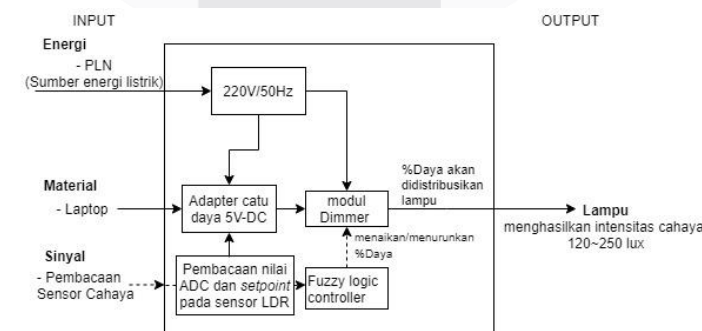 INPUT
OUTPUT
Energi
- PLN
(Sumber energi listrik)
220V/50Hz
Material
- Laptop
Adapter catu
daya 5V-DC
modul
Dimmer
%Daya akan
didistribusikan
lampu
Lampu
menghasilkan intensitas cahaya
120~250 lux
menaikan/menurunkan
%Daya
Sinyal
- Pembacaan
Sensor Cahaya
Pembacaan nilai
ADC dan setpoint
pada sensor LDR
Fuzzy logic
controller